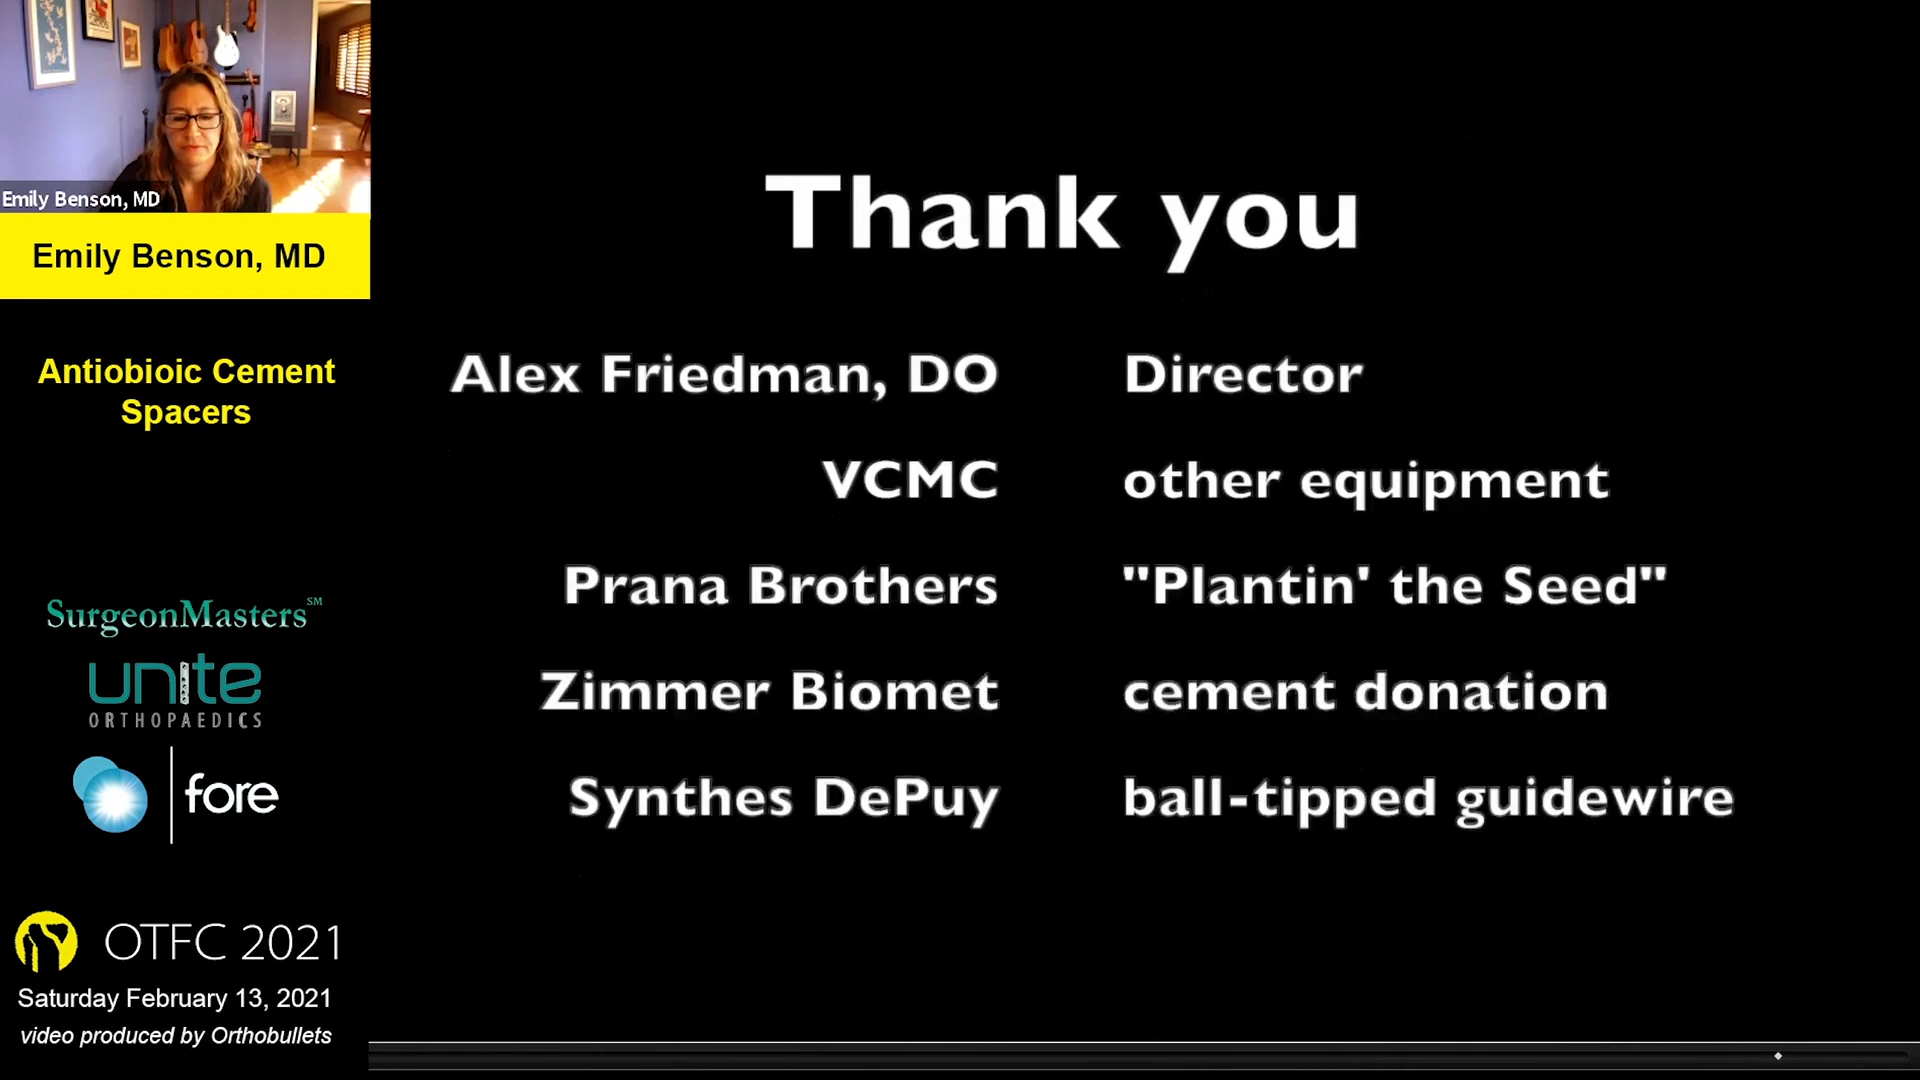 Emily Benson, MD
Emily Benson, MD
Antiobioic Cement
Spacers
SurgeonMasters℠
unite
ORTHOPAEDICS
fore
OTFC 2021
Saturday February 13, 2021
video produced by Orthobullets
Thank you
Alex Friedman, DO Director
VCMC other equipment
Prana Brothers "Plantin' the Seed"
Zimmer Biomet cement donation
Synthes DePuy ball-tipped guidewire